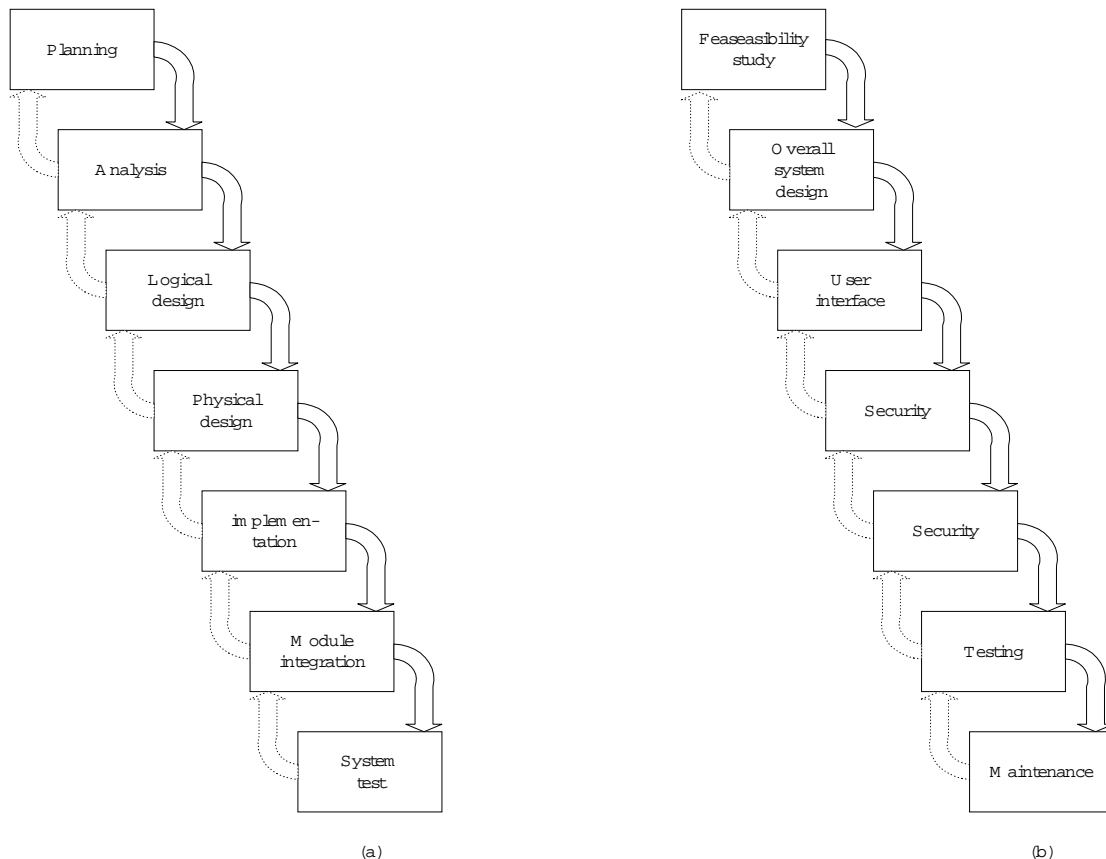 Planning
Analysis
Logical
design
Physical
design
implemen-
tation
Module
integration
System
test
(a)
Feaseasibility
study
Overall
system
design
User
interface
Security
Security
Testing
Maintenance
(b)